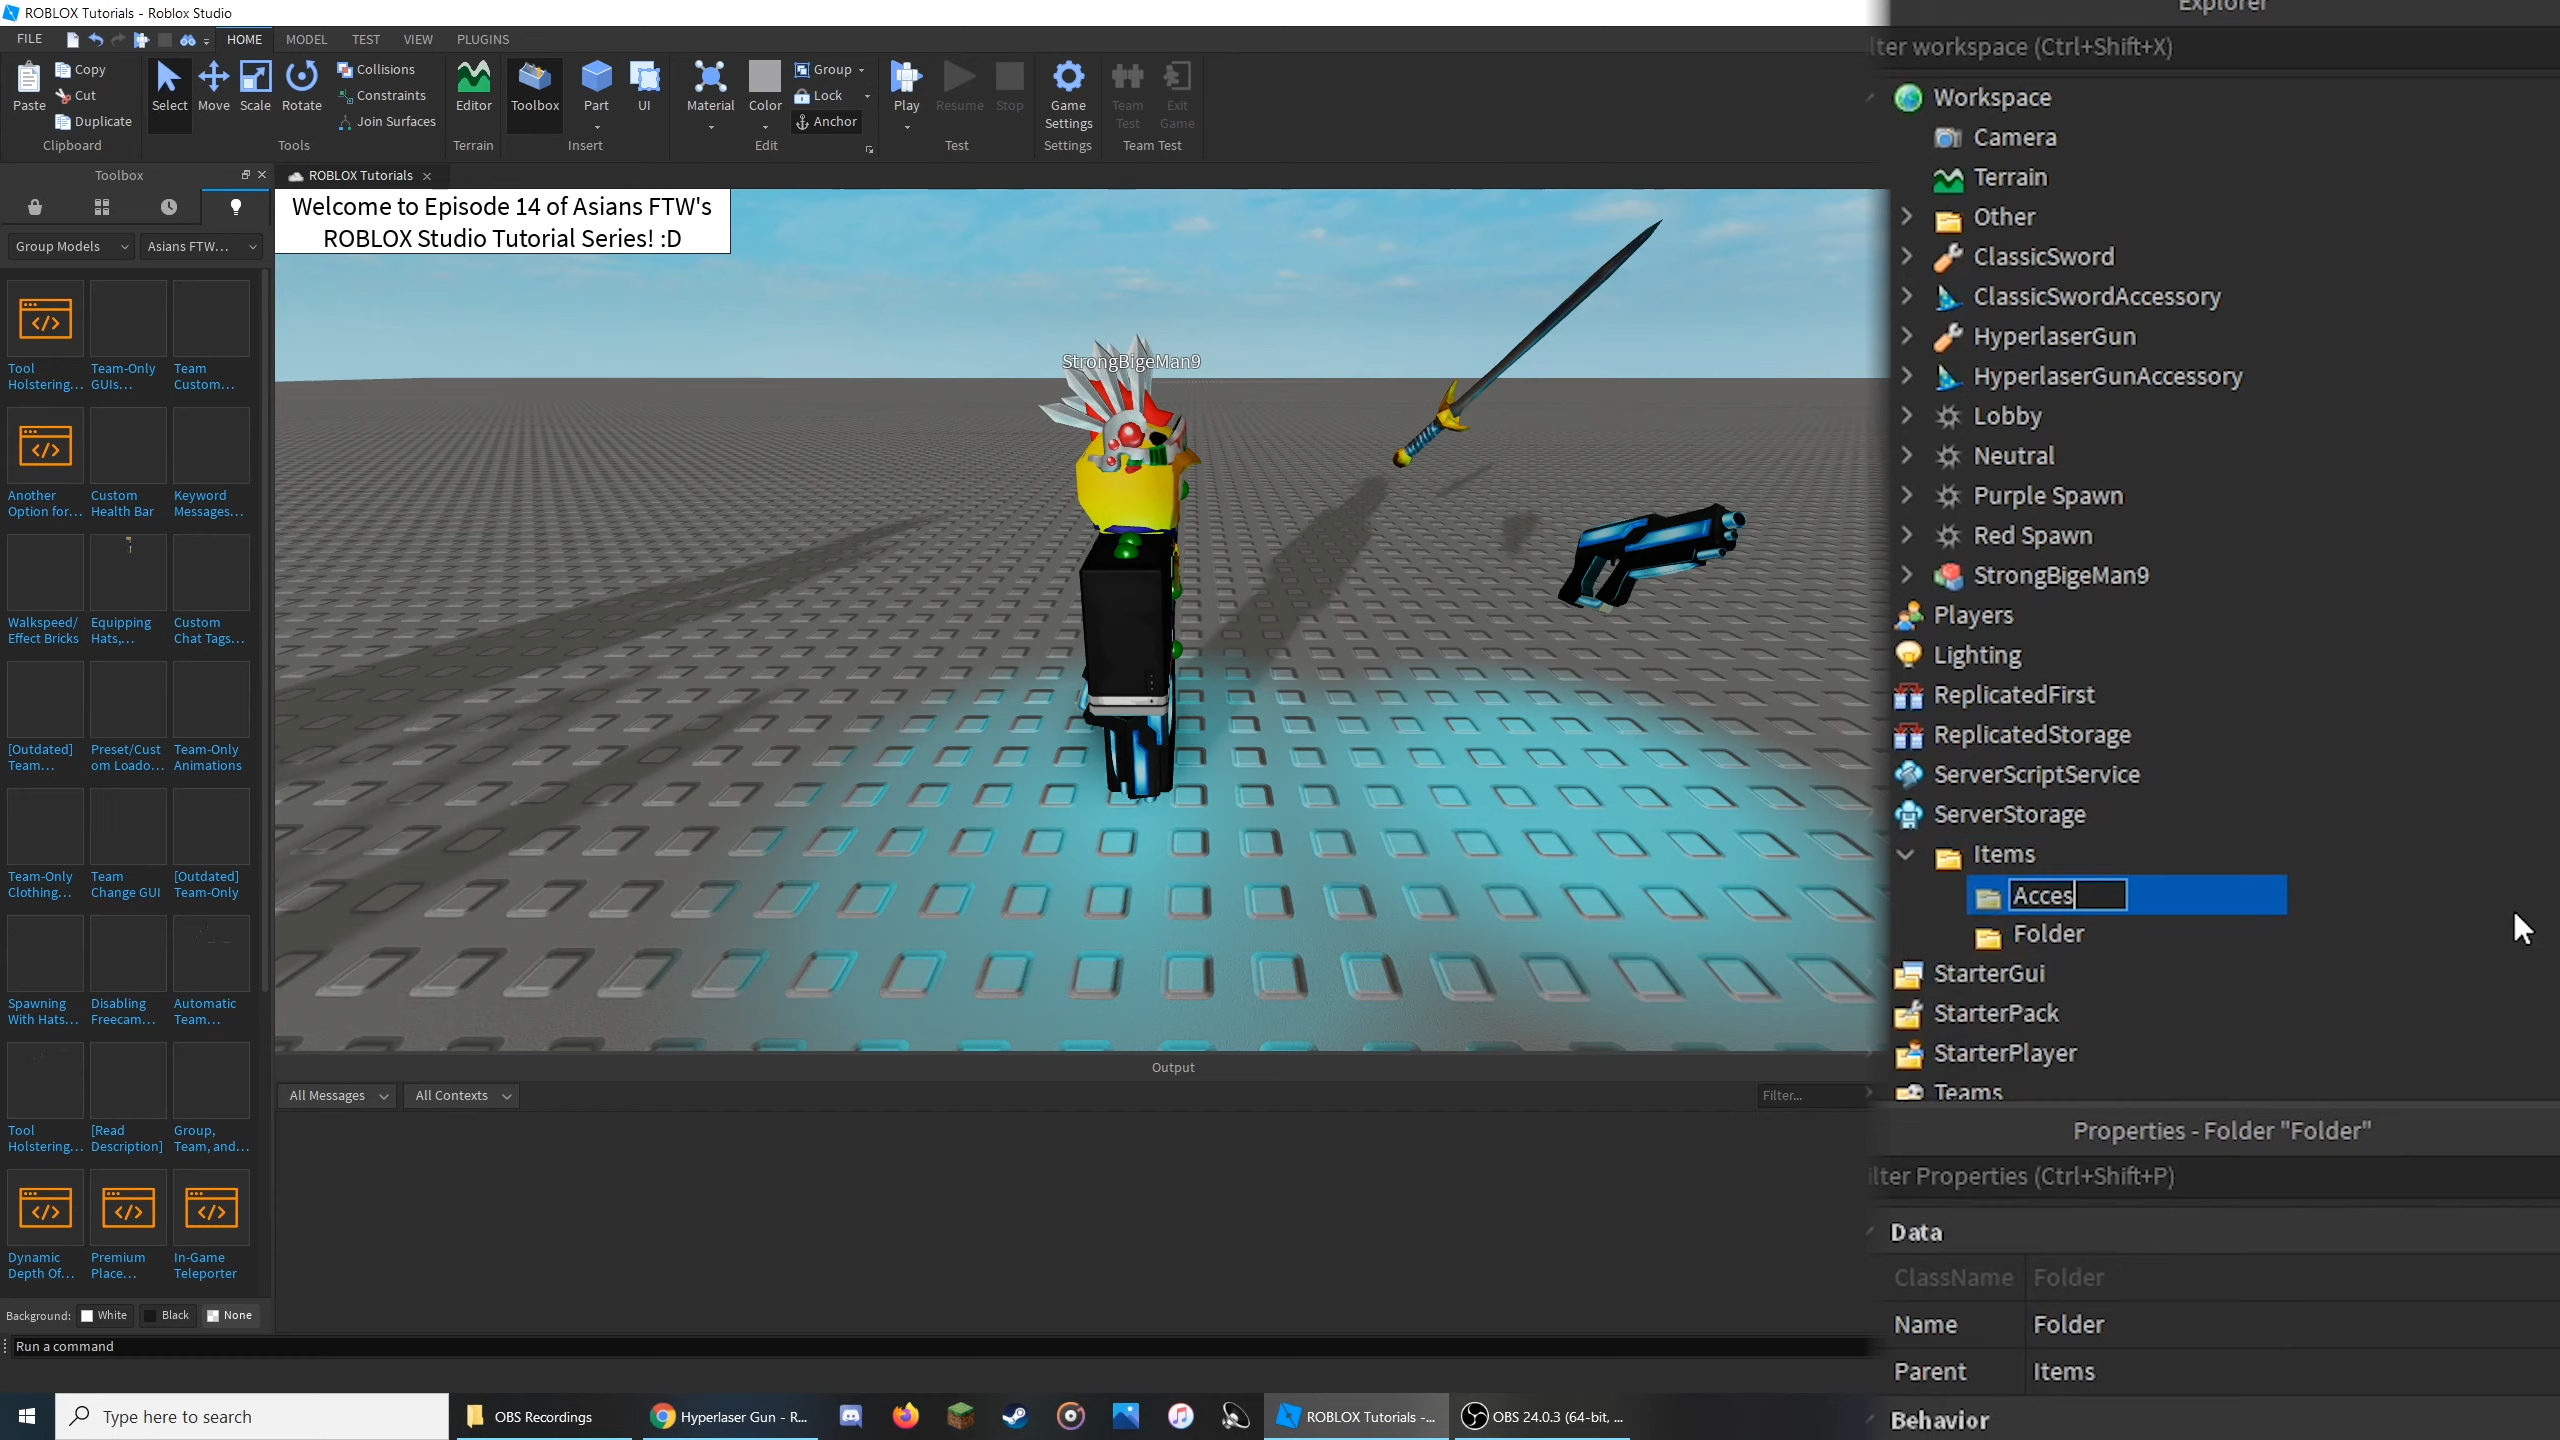 ROBLOX Tutorials - Roblox Studio
FILE
HOME
MODEL
TEST
VIEW
PLUGINS
Paste
Copy
Cut
Duplicate
Clipboard
Select
Move
Scale
Rotate
Collisions
Constraints
Join Surfaces
Tools
Editor
Terrain
Toolbox
Part
UI
Insert
Material
Color
Group
Lock
Anchor
Edit
Play
Resume
Stop
Test
Game
Settings
Settings
Team
Test
Exit
Game
Team Test
Toolbox
Group Models
Asians FTW...
Tool
Holstering...
Team-Only
GUIs...
Team
Custom...
Another
Option for...
Custom
Health Bar
Keyword
Messages...
Walkspeed/
Effect Bricks
Equipping
Hats,...
Custom
Chat Tags...
[Outdated]
Team...
Preset/Cust
om Loado...
Team-Only
Animations
Team-Only
Clothing...
Team
Change GUI
[Outdated]
Team-Only
Spawning
With Hats...
Disabling
Freecam...
Automatic
Team...
Tool
Holstering...
[Read
Description]
Group,
Team, and...
Dynamic
Depth Of...
Premium
Place...
In-Game
Teleporter
Background:
White
Black
None
Run a command
ROBLOX Tutorials
Welcome to Episode 14 of Asians FTW's
ROBLOX Studio Tutorial Series! :D
StrongBigeMan9
Output
All Messages
All Contexts
Filter...
Explorer
lter workspace (Ctrl+Shift+X)
Workspace
Camera
Terrain
Other
ClassicSword
ClassicSwordAccessory
HyperlaserGun
HyperlaserGunAccessory
Lobby
Neutral
Purple Spawn
Red Spawn
StrongBigeMan9
Players
Lighting
ReplicatedFirst
ReplicatedStorage
ServerScriptService
ServerStorage
Items
Acces
Folder
StarterGui
StarterPack
StarterPlayer
Teams
Properties - Folder "Folder"
ilter Properties (Ctrl+Shift+P)
Data
ClassName Folder
Name Folder
Parent Items
Behavior
Type here to search
OBS Recordings
Hyperlaser Gun - R...
ROBLOX Tutorials -...
OBS 24.0.3 (64-bit, ...